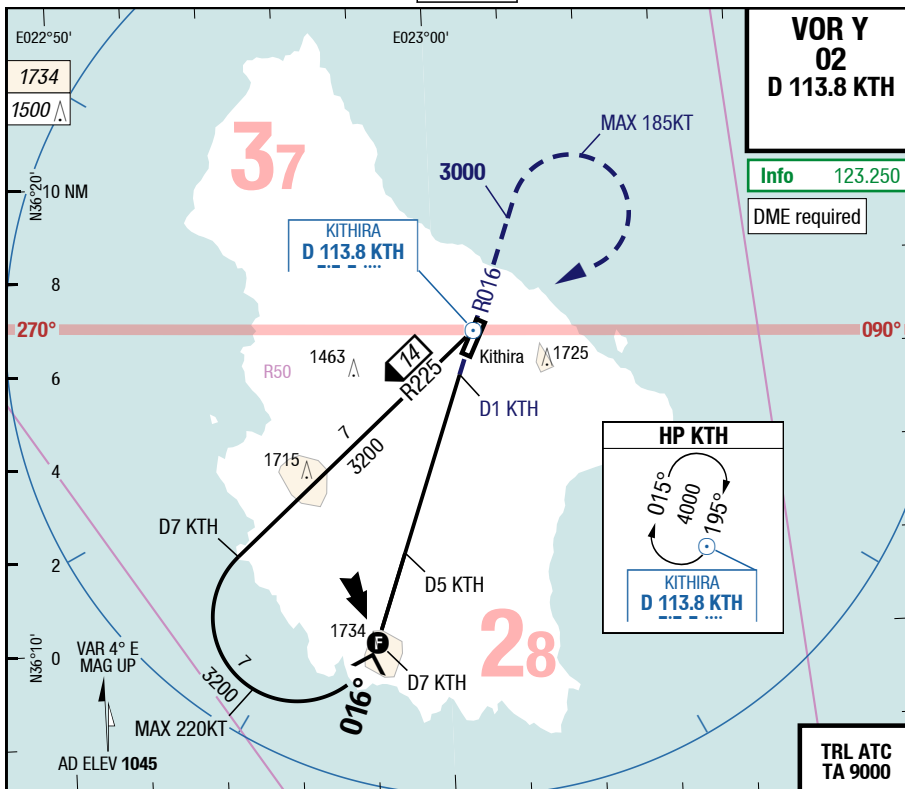 E022°50'
E023°00'
VOR Y
02
D 113.8 KTH
1734
1500
37
MAX 185KT
3000
Info 123.250
DME required
N36°20'
10 NM
KITHIRA
D 113.8 KTH
8
R016
270°
090°
14
R225
Kithira
1725
1463
R50
6
D1 KTH
7
3200
HP KTH
015°
4000
195°
KITHIRA
D 113.8 KTH
1715
4
D7 KTH
2
D5 KTH
1734
F
28
N36°10'
0
D7 KTH
VAR 4° E
MAG UP
7
3200
016°
MAX 220KT
AD ELEV 1045
TRL ATC
TA 9000